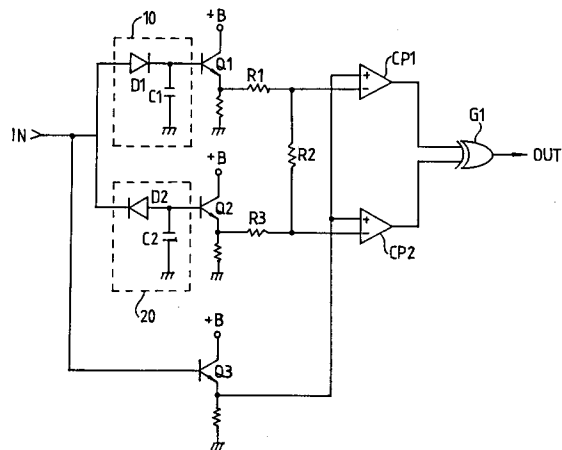 10
+B
Q1
D1
C1
R1
CP1
G1
IN
R2
OUT
+B
D2
Q2
C2
R3
CP2
20
+B
Q3
+
−
+
−